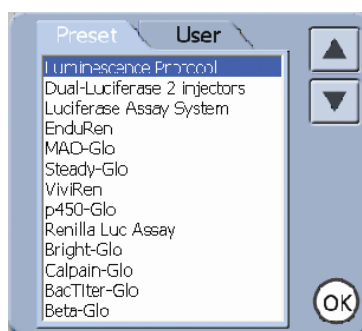 Preset User
Luminescence Protocol
Dual-Luciferase 2 injectors
Luciferase Assay System
EnduRen
MAO-Glo
Steady-Glo
ViviRen
p450-Glo
Renilla Luc Assay
Bright-Glo
Calpain-Glo
BacTIter-Glo
Beta-Glo
OK